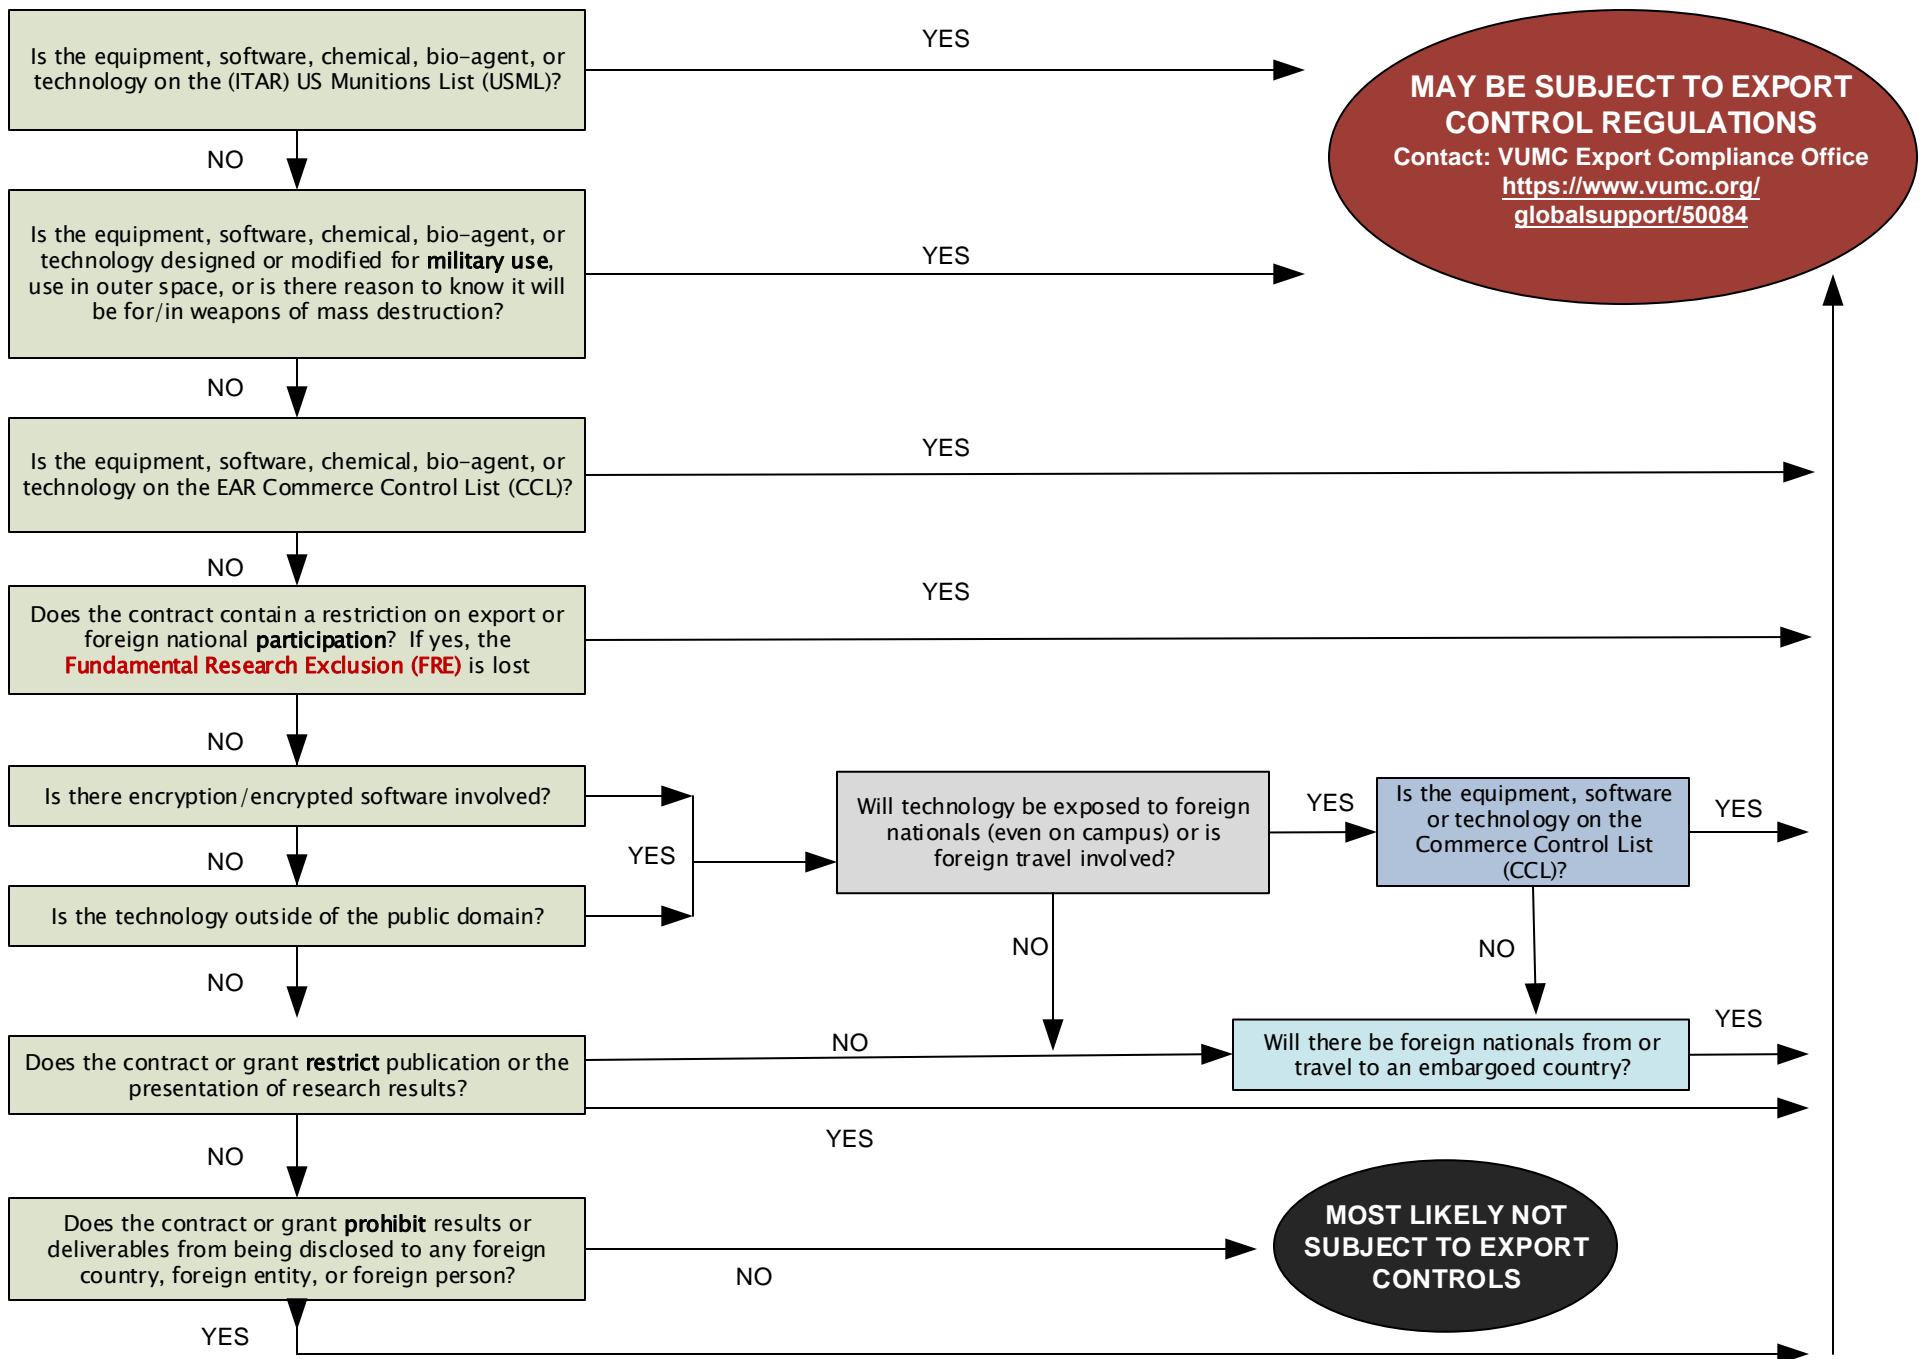 Is the equipment, software, chemical, bio-agent, or
technology on the (ITAR) US Munitions List (USML)?
YES
MAY BE SUBJECT TO EXPORT
CONTROL REGULATIONS
Contact: VUMC Export Compliance Office
https://www.vumc.org/
globalsupport/50084
NO
Is the equipment, software, chemical, bio-agent, or
technology designed or modified for military use,
use in outer space, or is there reason to know it will
be for/in weapons of mass destruction?
YES
NO
Is the equipment, software, chemical, bio-agent, or
technology on the EAR Commerce Control List (CCL)?
YES
NO
Does the contract contain a restriction on export or
foreign national participation? If yes, the
Fundamental Research Exclusion (FRE) is lost
YES
NO
Is there encryption/encrypted software involved?
NO
Is the technology outside of the public domain?
YES
Will technology be exposed to foreign
nationals (even on campus) or is
foreign travel involved?
YES
Is the equipment, software
or technology on the
Commerce Control List
(CCL)?
YES
NO
NO
NO
Does the contract or grant restrict publication or the
presentation of research results?
NO
Will there be foreign nationals from or
travel to an embargoed country?
YES
YES
NO
Does the contract or grant prohibit results or
deliverables from being disclosed to any foreign
country, foreign entity, or foreign person?
NO
MOST LIKELY NOT
SUBJECT TO EXPORT
CONTROLS
YES